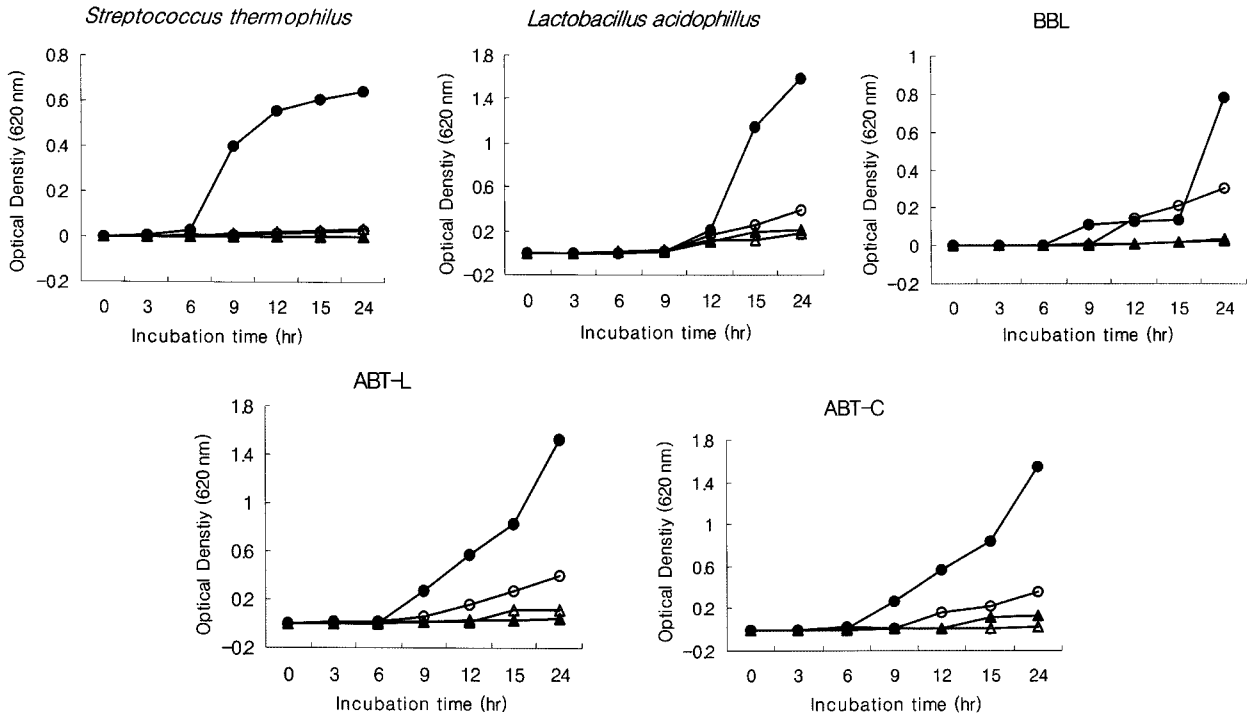 Streptococcus thermophilus
0.8
0.6
0.4
0.2
0
-0.2
Optical Denstiy (620 nm)
0 3 6 9 12 15 24
Incubation time (hr)
Lactobacillus acidophillus
1.8
1.4
1
0.6
0.2
-0.2
Optical Denstiy (620 nm)
0 3 6 9 12 15 24
Incubation time (hr)
BBL
1
0.8
0.6
0.4
0.2
0
-0.2
Optical Denstiy (620 nm)
0 3 6 9 12 15 24
Incubation time (hr)
ABT-L
1.8
1.4
1
0.6
0.2
-0.2
Optical Denstiy (620 nm)
0 3 6 9 12 15 24
Incubation time (hr)
ABT-C
1.8
1.4
1
0.6
0.2
-0.2
Optical Denstiy (620 nm)
0 3 6 9 12 15 24
Incubation time (hr)